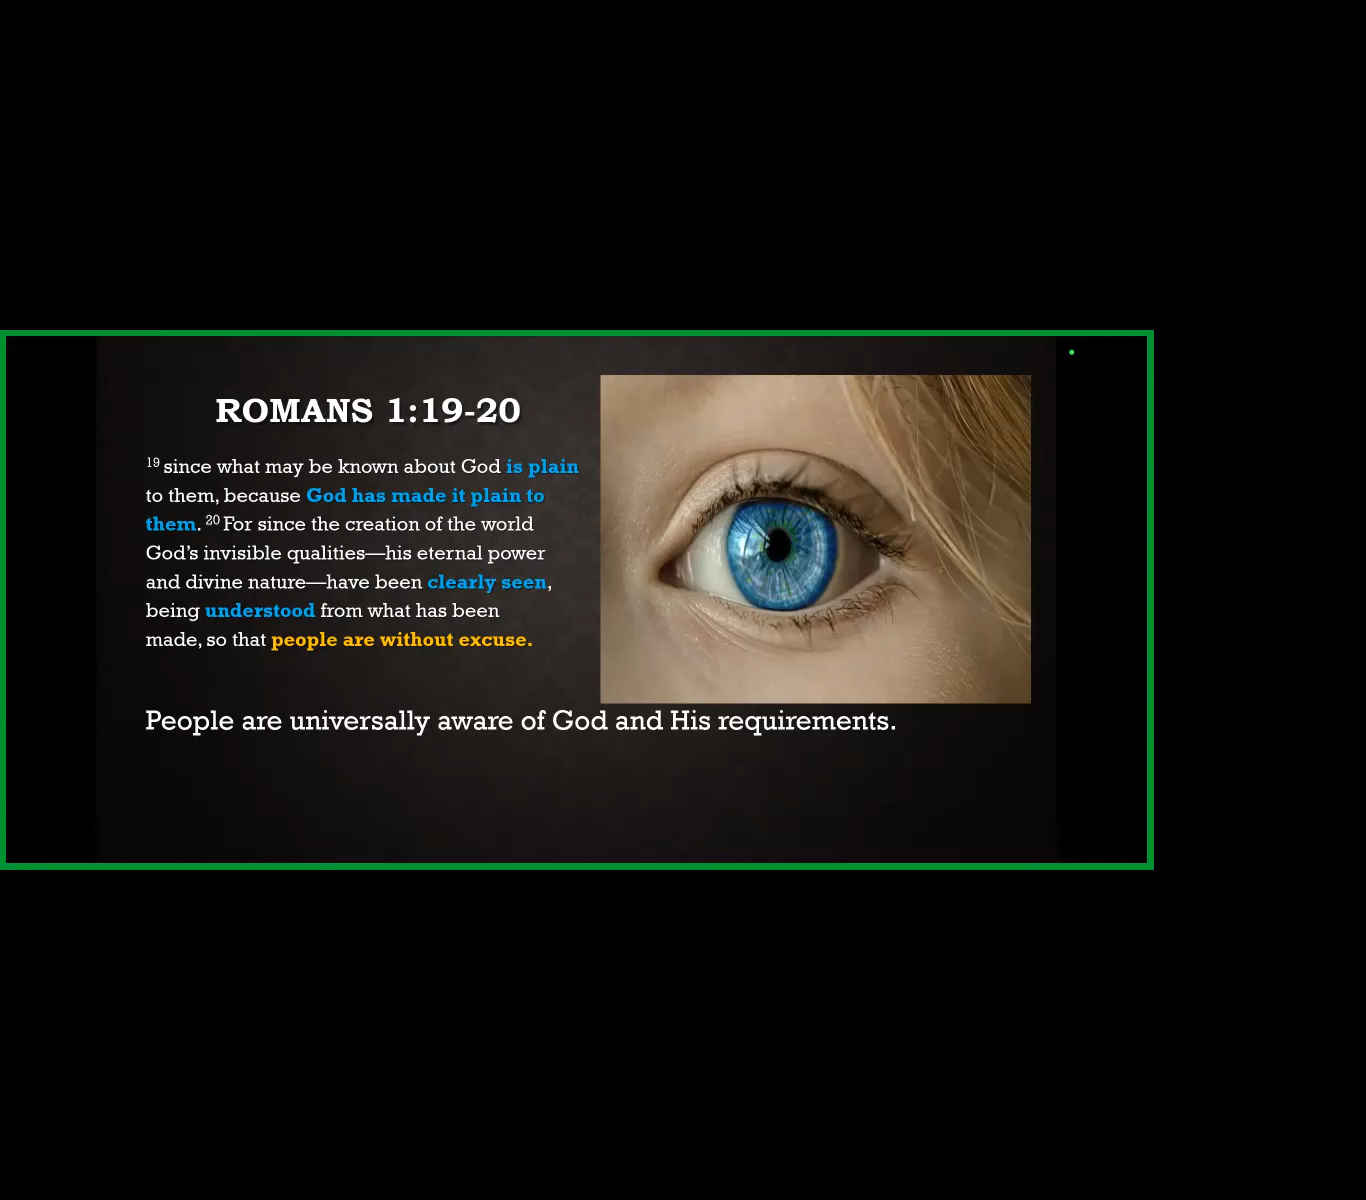 ROMANS 1:19-20
19 since what may be known about God is plain
to them, because God has made it plain to
them. 20 For since the creation of the world
God’s invisible qualities—his eternal power
and divine nature—have been clearly seen,
being understood from what has been
made, so that people are without excuse.
People are universally aware of God and His requirements.